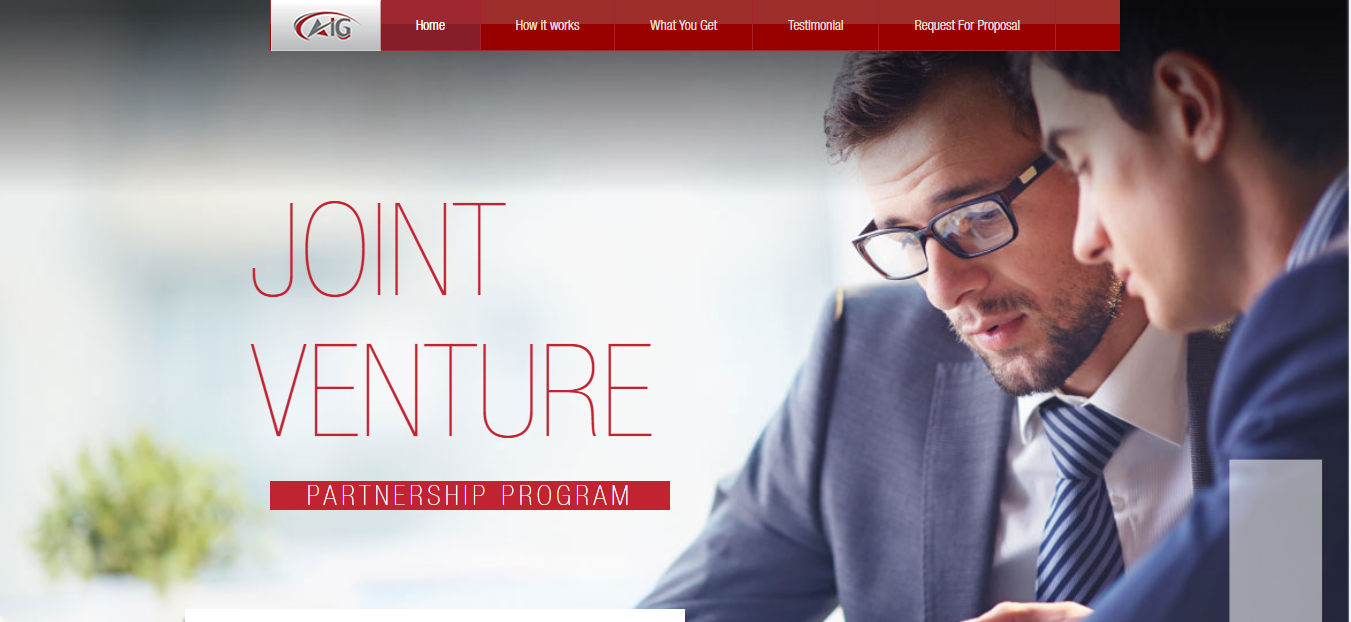 AiG
Home
How it works
What You Get
Testimonial
Request For Proposal
JOINT
VENTURE
PARTNERSHIP PROGRAM